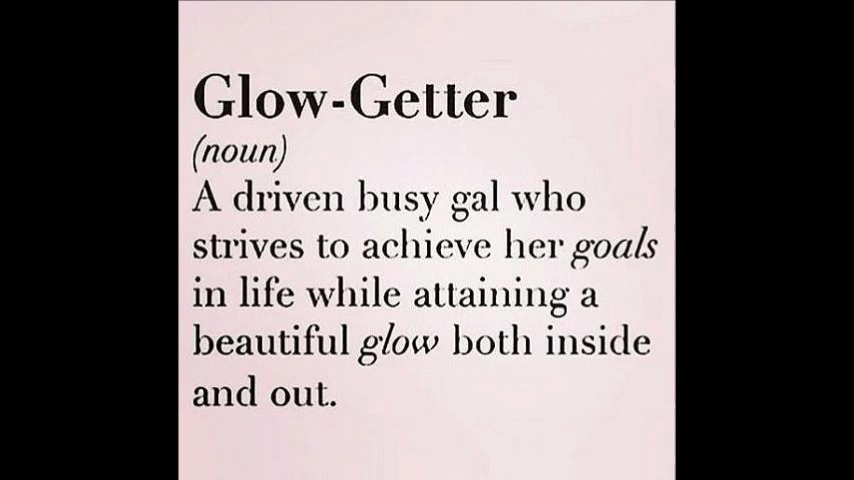 Glow-Getter
(noun)
A driven busy gal who
strives to achieve her goals
in life while attaining a
beautiful glow both inside
and out.